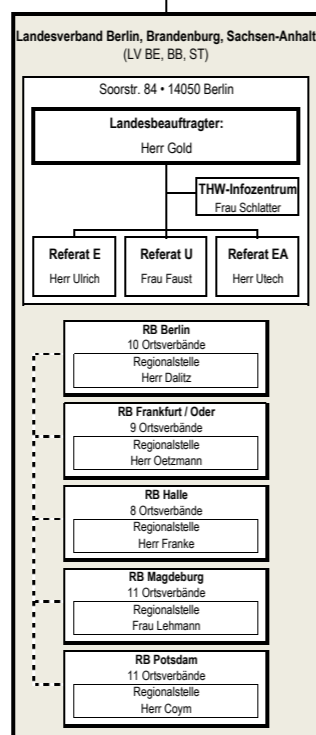 Landesverband Berlin, Brandenburg, Sachsen-Anhalt
(LV BE, BB, ST)
Soorstr. 84 • 14050 Berlin
Landesbeauftragter:
Herr Gold
THW-Infozentrum
Frau Schlatter
Referat E
Herr Ulrich
Referat U
Frau Faust
Referat EA
Herr Utech
RB Berlin
10 Ortsverbände
Regionalstelle
Herr Dalitz
RB Frankfurt / Oder
9 Ortsverbände
Regionalstelle
Herr Oetzmann
RB Halle
8 Ortsverbände
Regionalstelle
Herr Franke
RB Magdeburg
11 Ortsverbände
Regionalstelle
Frau Lehmann
RB Potsdam
11 Ortsverbände
Regionalstelle
Herr Coym